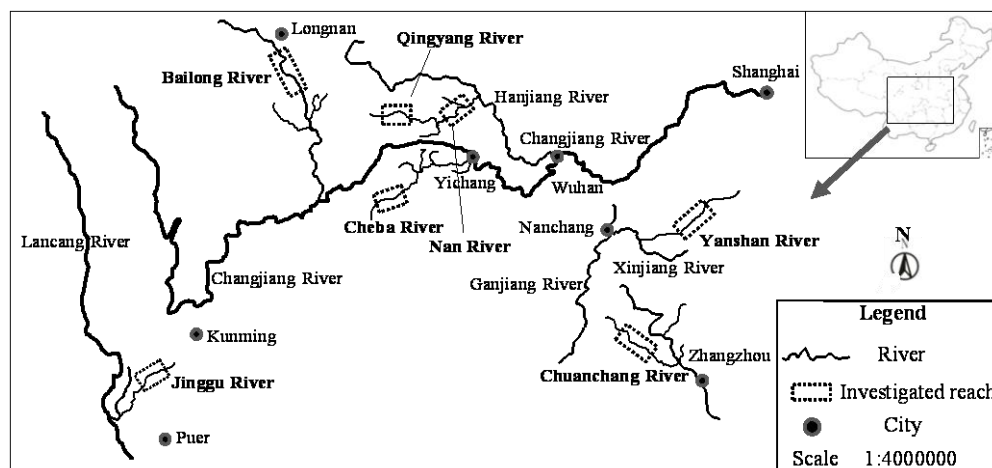 Longnan
Qingyang River
Bailong River
Shanghai
Hanjiang River
Changjiang River
Yichang
Wuhan
Cheba River
Nan River
Nanchang
Yanshan River
Lancang River
Xinjiang River
N
Changjiang River
Ganjiang River
Legend
Kunming
River
Zhangzhou
Jinggu River
Chuanchang River
Investigated reach
City
Puer
Scale 1:4000000